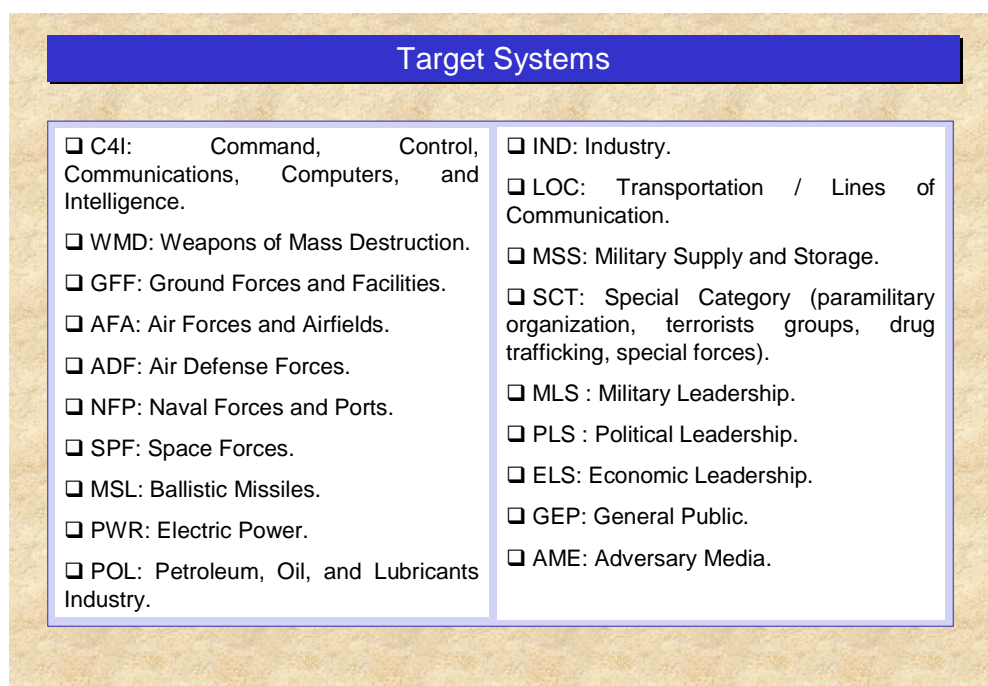 Target Systems
❑ C4I: Command, Control,
Communications, Computers, and
Intelligence.
❑ WMD: Weapons of Mass Destruction.
❑ GFF: Ground Forces and Facilities.
❑ AFA: Air Forces and Airfields.
❑ ADF: Air Defense Forces.
❑ NFP: Naval Forces and Ports.
❑ SPF: Space Forces.
❑ MSL: Ballistic Missiles.
❑ PWR: Electric Power.
❑ POL: Petroleum, Oil, and Lubricants
Industry.
❑ IND: Industry.
❑ LOC: Transportation / Lines of
Communication.
❑ MSS: Military Supply and Storage.
❑ SCT: Special Category (paramilitary
organization, terrorists groups, drug
trafficking, special forces).
❑ MLS : Military Leadership.
❑ PLS : Political Leadership.
❑ ELS: Economic Leadership.
❑ GEP: General Public.
❑ AME: Adversary Media.